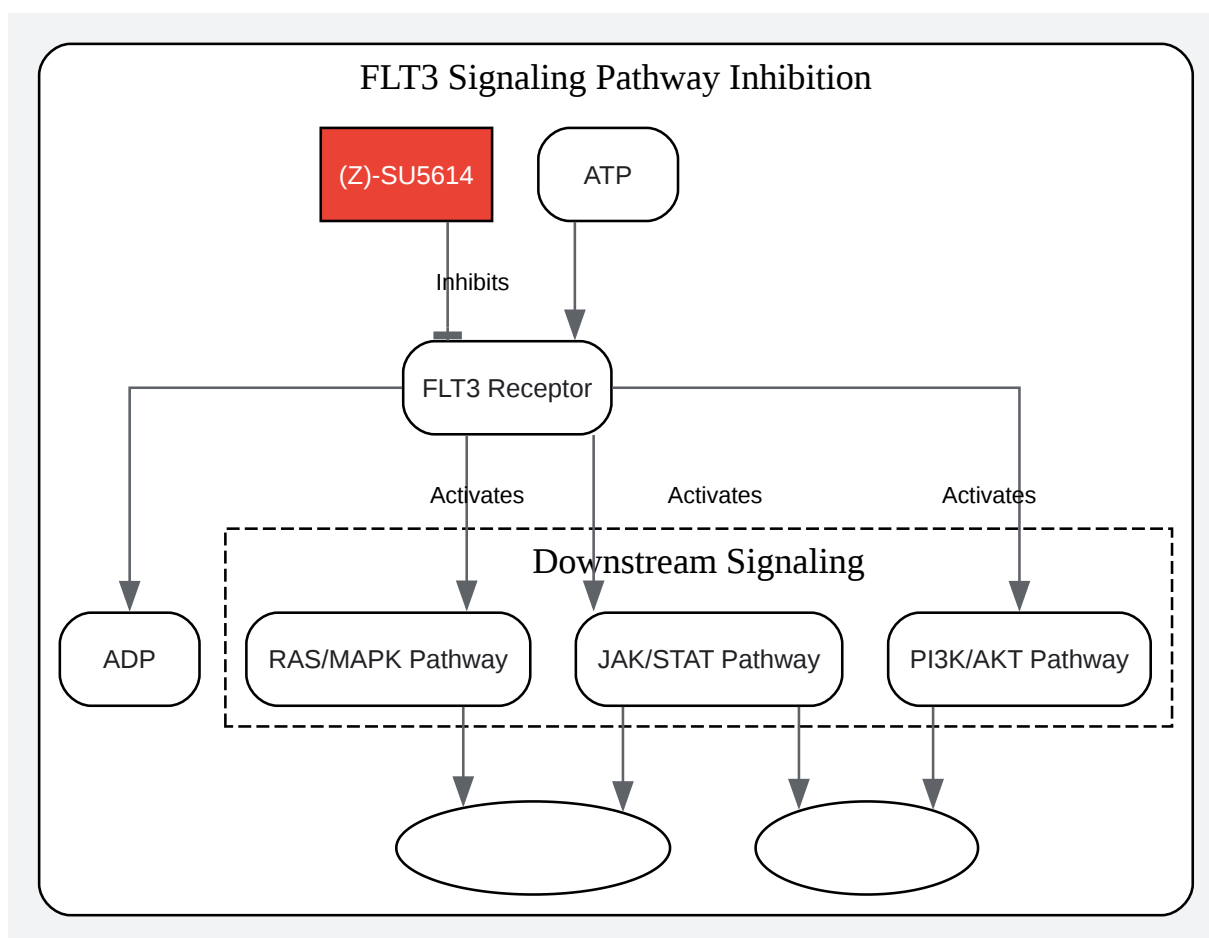 FLT3 Signaling Pathway Inhibition
(Z)-SU5614
ATP
Inhibits
FLT3 Receptor
Activates
Activates
Activates
Downstream Signaling
ADP
RAS/MAPK Pathway
JAK/STAT Pathway
PI3K/AKT Pathway